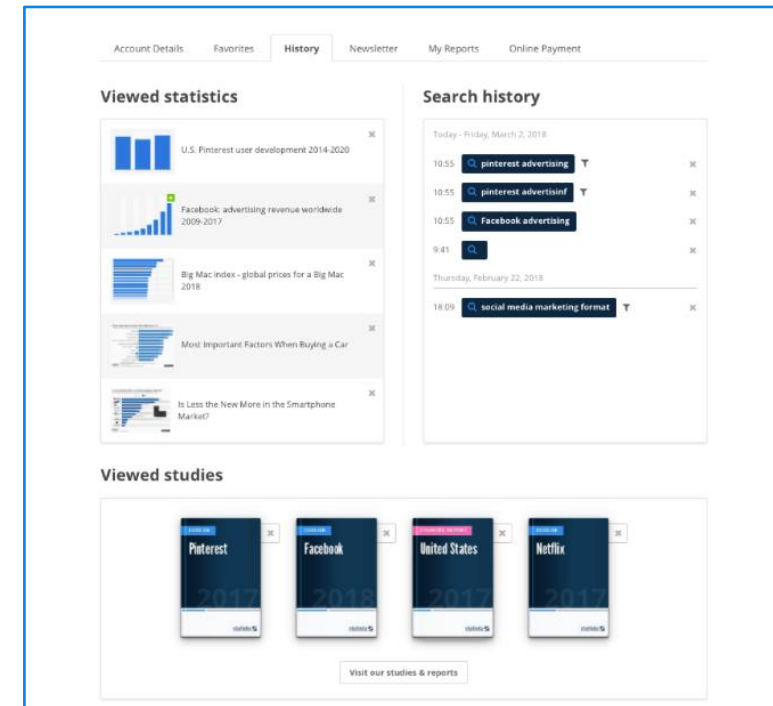 Account Details Favorites History Newsletter My Reports Online Payment
Viewed statistics
U.S. Pinterest user development 2014-2020
Facebook: advertising revenue worldwide
2009-2017
Big Mac index - global prices for a Big Mac
2018
Most Important Factors When Buying a Car
Is Less the New More in the Smartphone
Market?
Search history
Today - Friday, March 2, 2018
10:55 pinterest advertising
10:55 pinterest advertisinf
10:55 Facebook advertising
9:41
Thursday, February 22, 2018
18:09 social media marketing format
Viewed studies
Pinterest
2017
statista
Facebook
2018
statista
United States
2017
statista
Netflix
2017
statista
Visit our studies & reports